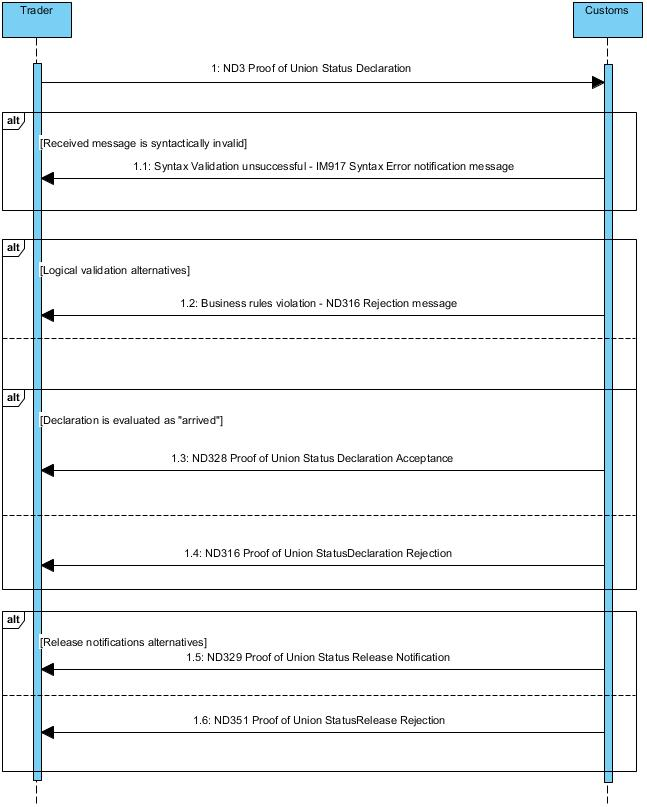 Trader
Customs
1: ND3 Proof of Union Status Declaration
alt
[Received message is syntactically invalid]
1.1: Syntax Validation unsuccessful - IM917 Syntax Error notification message
alt
[Logical validation alternatives]
1.2: Business rules violation - ND316 Rejection message
alt
[Declaration is evaluated as "arrived"]
1.3: ND328 Proof of Union Status Declaration Acceptance
1.4: ND316 Proof of Union StatusDeclaration Rejection
alt
[Release notifications alternatives]
1.5: ND329 Proof of Union Status Release Notification
1.6: ND351 Proof of Union StatusRelease Rejection